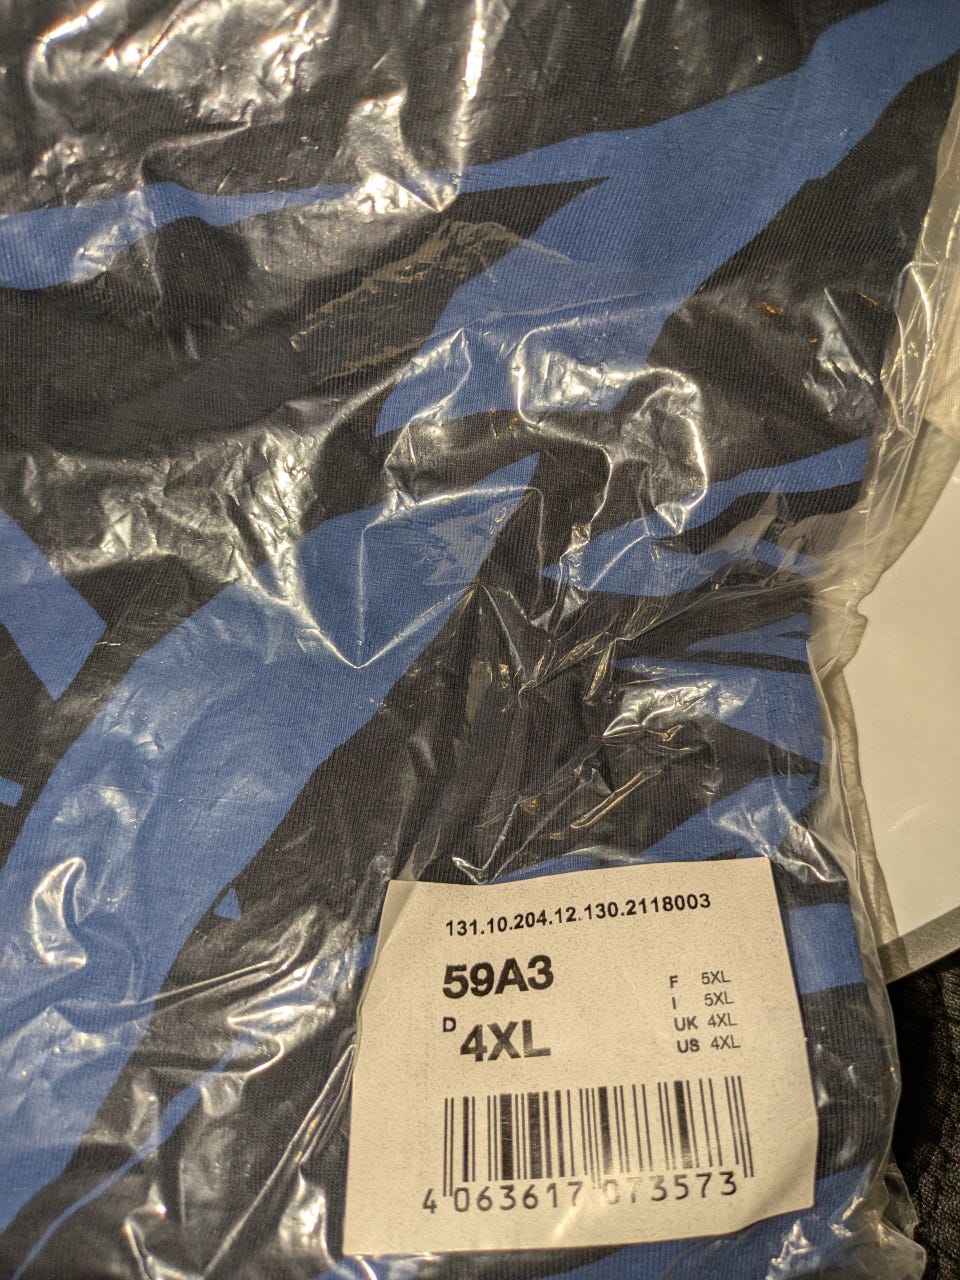 131.10.204.12.130.2118003
59A3
D 4XL
F 5XL
I 5XL
UK 4XL
US 4XL
4 063617 073573